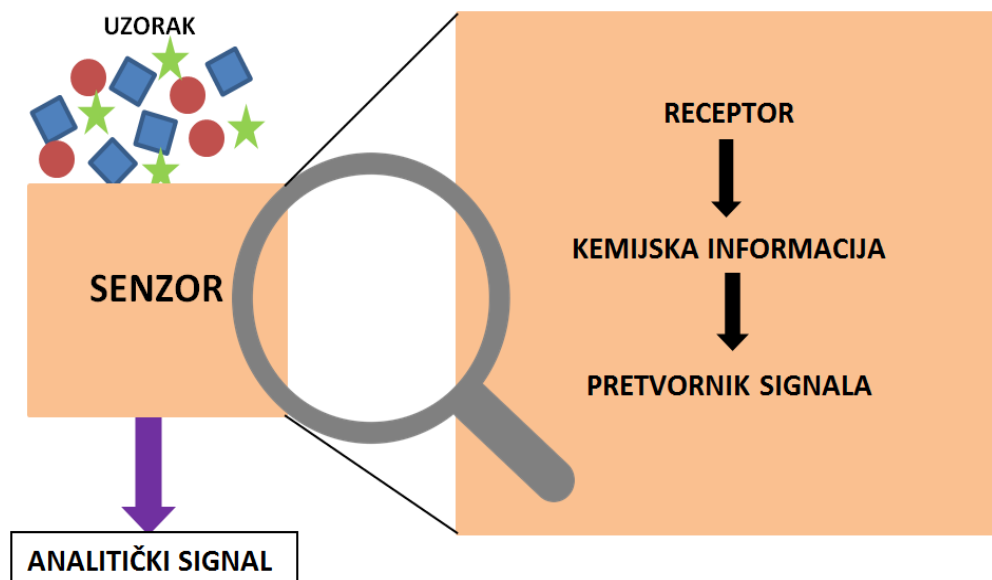 UZORAK
SENZOR
ANALITIČKI SIGNAL
RECEPTOR
KEMIJSKA INFORMACIJA
PRETVORNIK SIGNALA